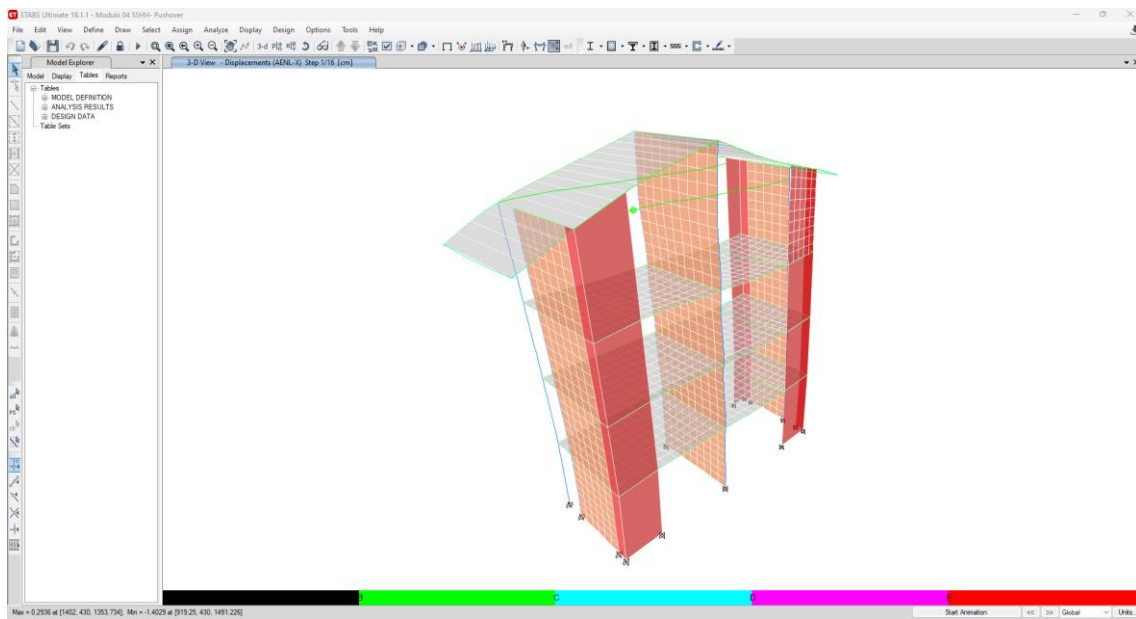 ETABS Ultimate 18.1.1 - Modulo 04 SSHH- Pushover
File Edit View Define Draw Select Assign Analyze Display Design Options Tools Help
Model Explorer
3-D View - Displacements (AENL-X) Step 1/16 [cm]
Model Display Tables Reports
Tables
MODEL DEFINITION
ANALYSIS RESULTS
DESIGN DATA
Table Sets
B C D E
Max = 0.2936 at [1402, 430, 1353.734]; Min = -1.4029 at [919.25, 430, 1491.226]
Start Animation << >> Global Units...